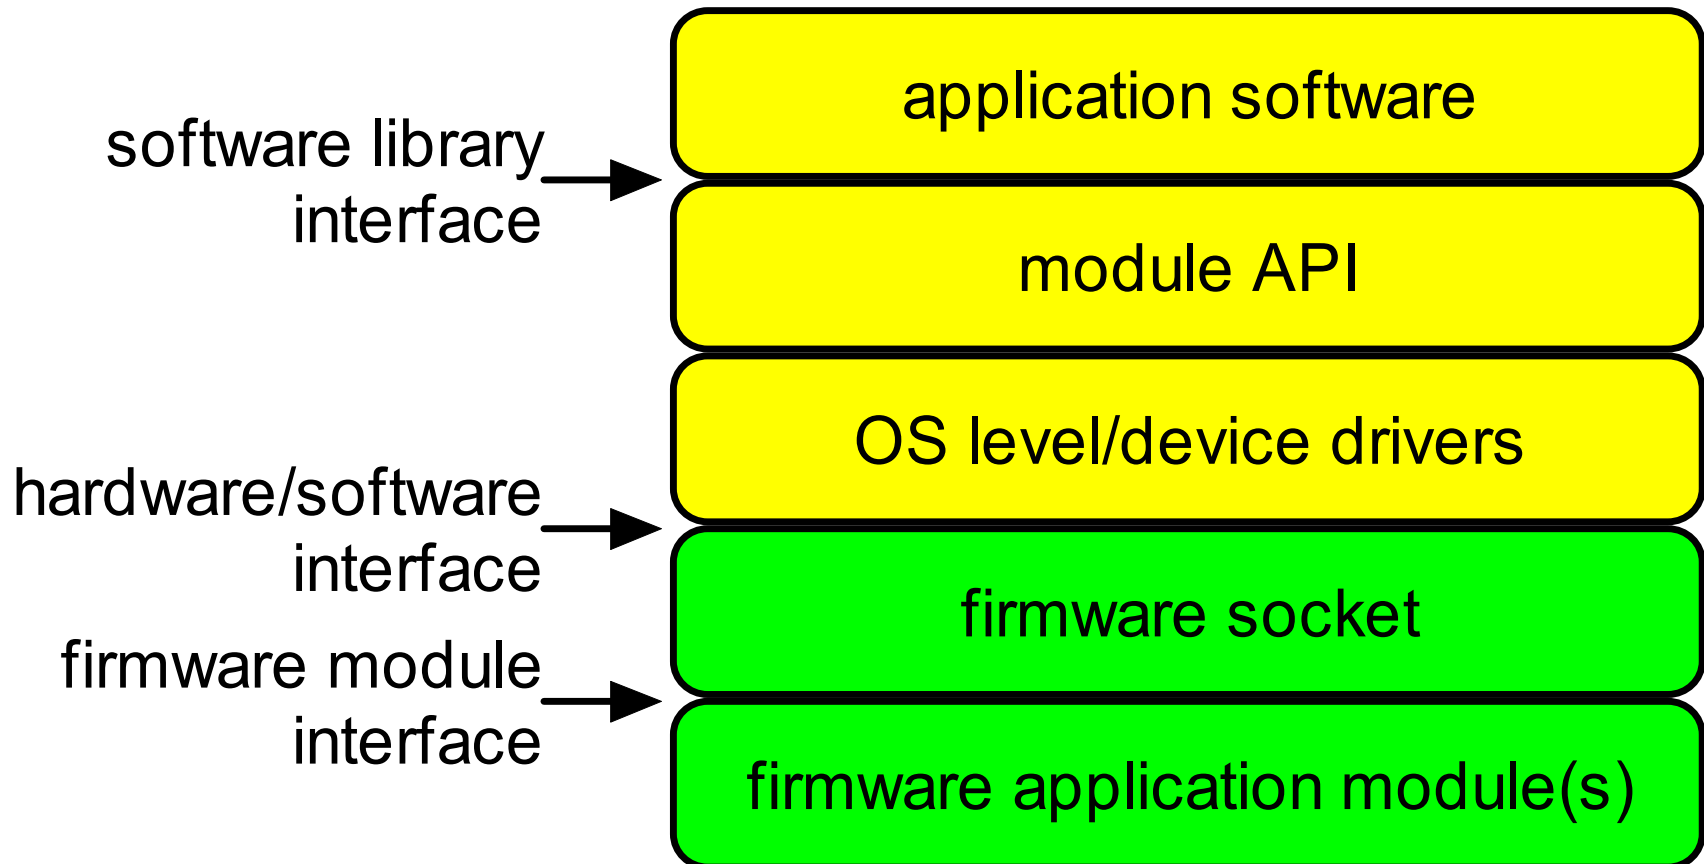 application software
software library
interface
module API
OS level/device drivers
hardware/software
interface
firmware socket
firmware module
interface
firmware application module(s)